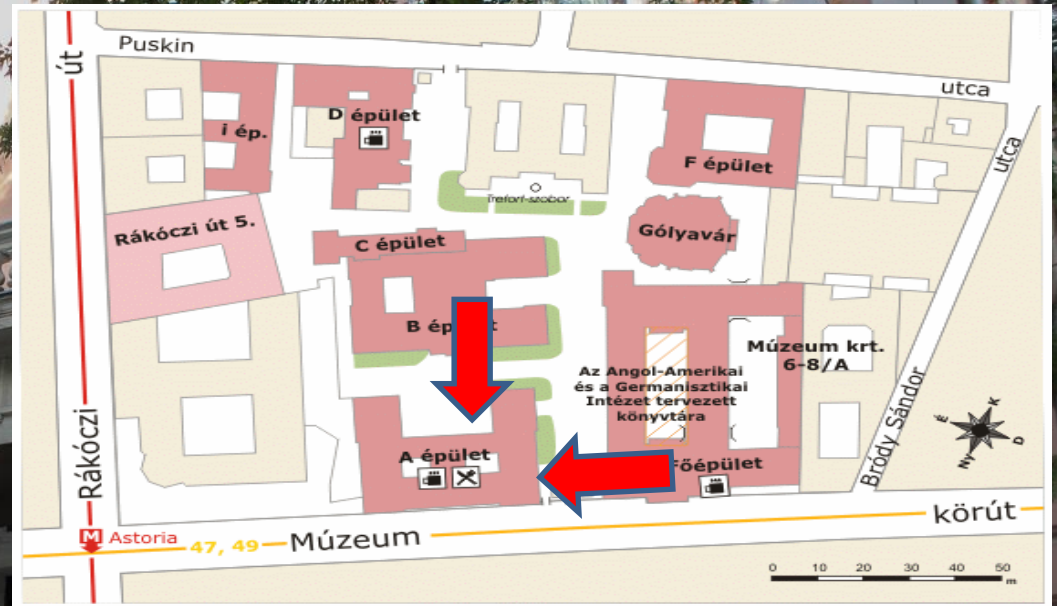 Puskin
utca
út
i ép.
D épület
F épület
utca
Trefort-szobor
Rákóczi út 5.
C épület
Gólyavár
B ép
t
Múzeum krt.
6-8/A
Az Angol-Amerikai
és a Germanisztikai
Intézet tervezett
könyvtára
Rákóczi
A épület
Főépület
Bródy Sándor
É
K
Ny
D
M Astoria
47, 49
Múzeum
körút
0 10 20 30 40 50
m